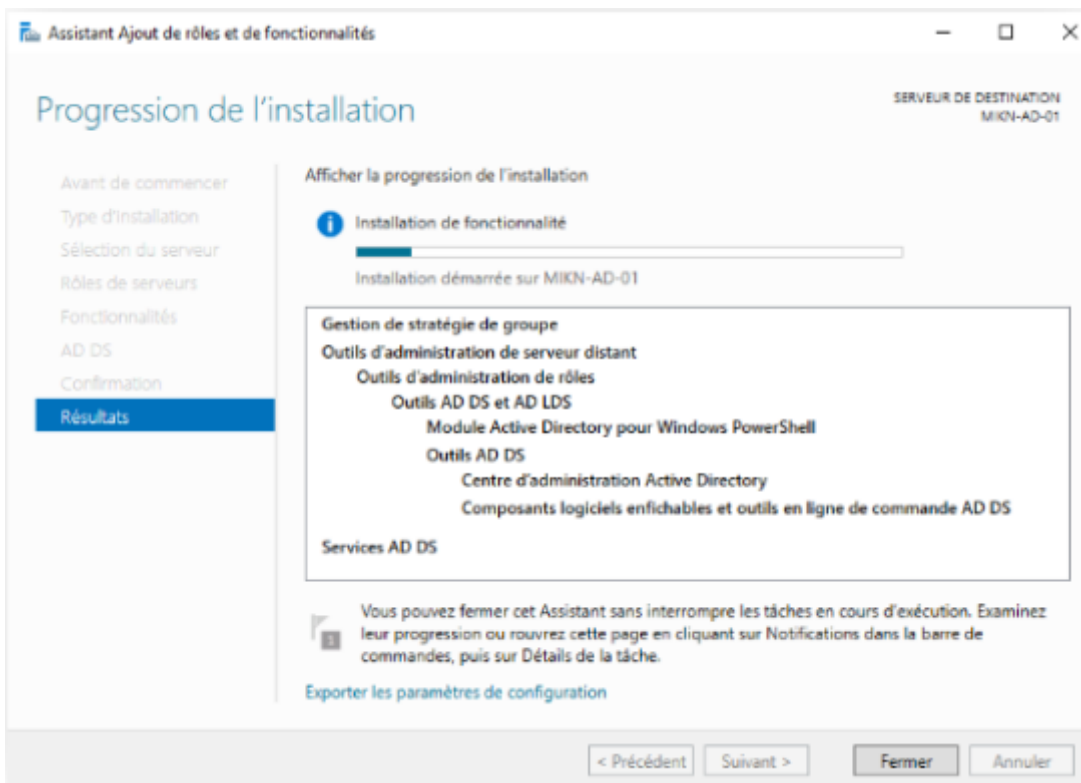 Assistant Ajout de rôles et de fonctionnalités
Progression de l'installation
SERVEUR DE DESTINATION
MIKN-AD-01
Avant de commencer
Type d'installation
Sélection du serveur
Rôles de serveurs
Fonctionnalités
AD DS
Confirmation
Résultats
Afficher la progression de l'installation
Installation de fonctionnalité
Installation démarrée sur MIKN-AD-01
Gestion de stratégie de groupe
Outils d'administration de serveur distant
Outils d'administration de rôles
Outils AD DS et AD LDS
Module Active Directory pour Windows PowerShell
Outils AD DS
Centre d'administration Active Directory
Composants logiciels enfichables et outils en ligne de commande AD DS
Services AD DS
1
Vous pouvez fermer cet Assistant sans interrompre les tâches en cours d'exécution. Examinez
leur progression ou rouvrez cette page en cliquant sur Notifications dans la barre de
commandes, puis sur Détails de la tâche.
Exporter les paramètres de configuration
< Précédent
Suivant >
Fermer
Annuler